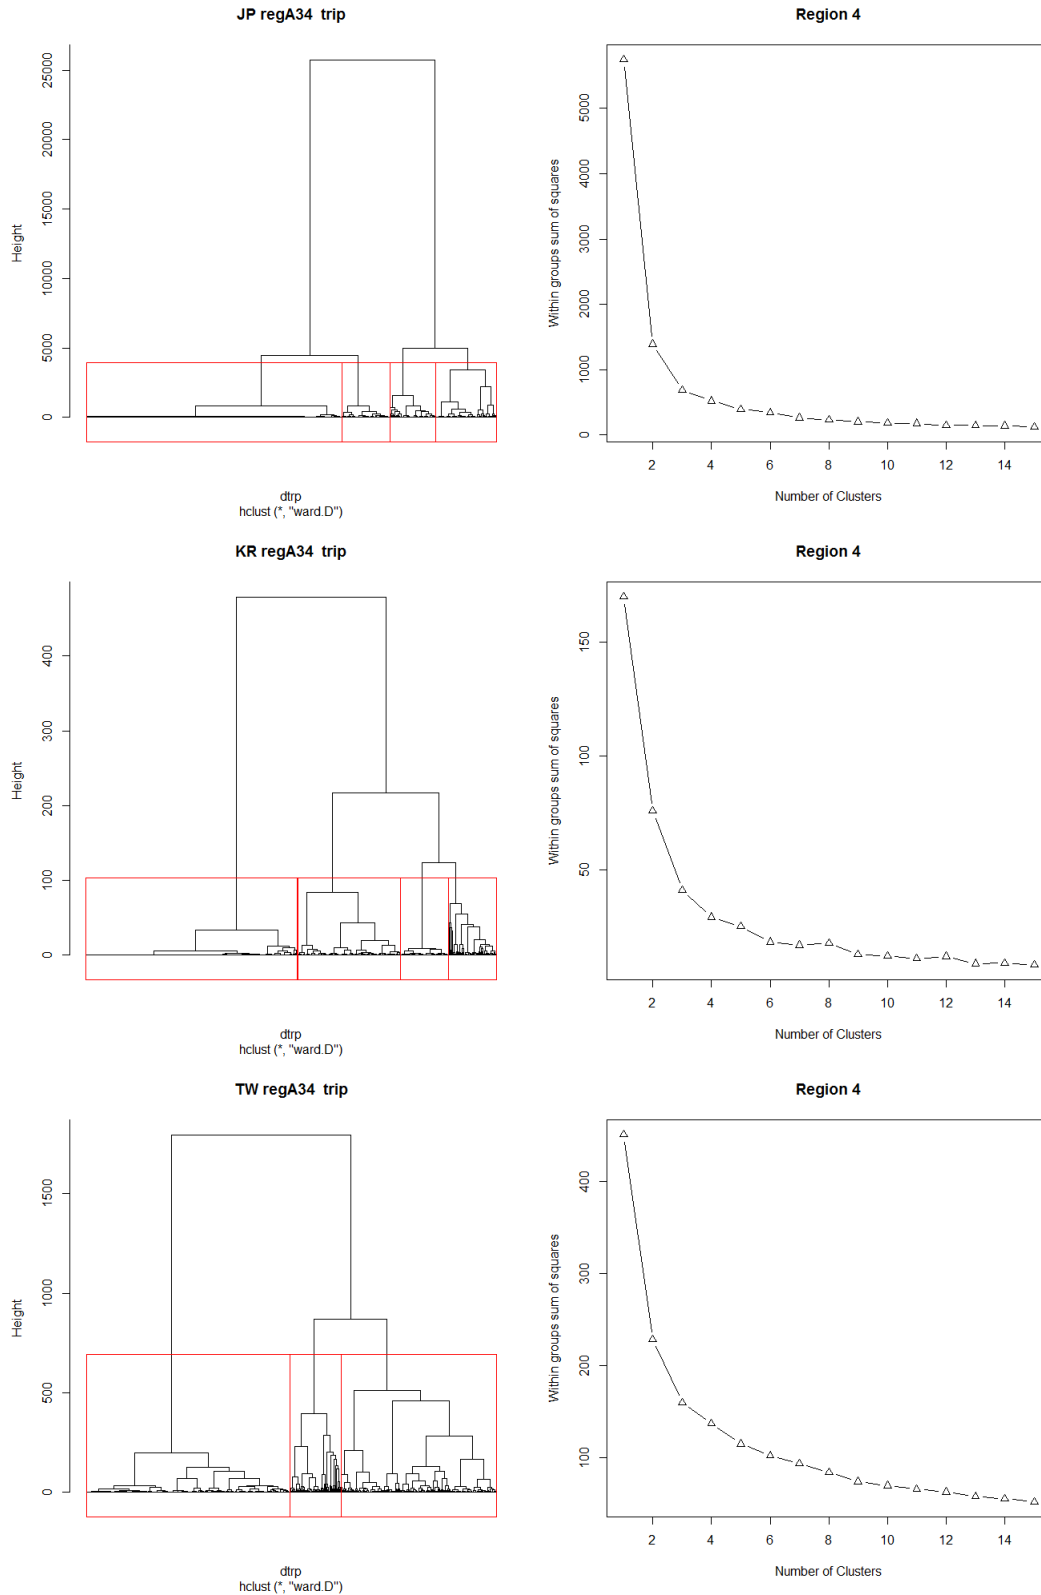 JP regA34  trip
Height
0
5000
10000
15000
20000
25000
dtrp
hclust (*, "ward.D")
Region 4
Within groups sum of squares
0
1000
2000
3000
4000
5000
2 4 6 8 10 12 14
Number of Clusters
KR regA34  trip
Height
0
100
200
300
400
dtrp
hclust (*, "ward.D")
Region 4
Within groups sum of squares
50
100
150
2 4 6 8 10 12 14
Number of Clusters
TW regA34  trip
Height
0
500
1000
1500
dtrp
hclust (*, "ward.D")
Region 4
Within groups sum of squares
100
200
300
400
2 4 6 8 10 12 14
Number of Clusters